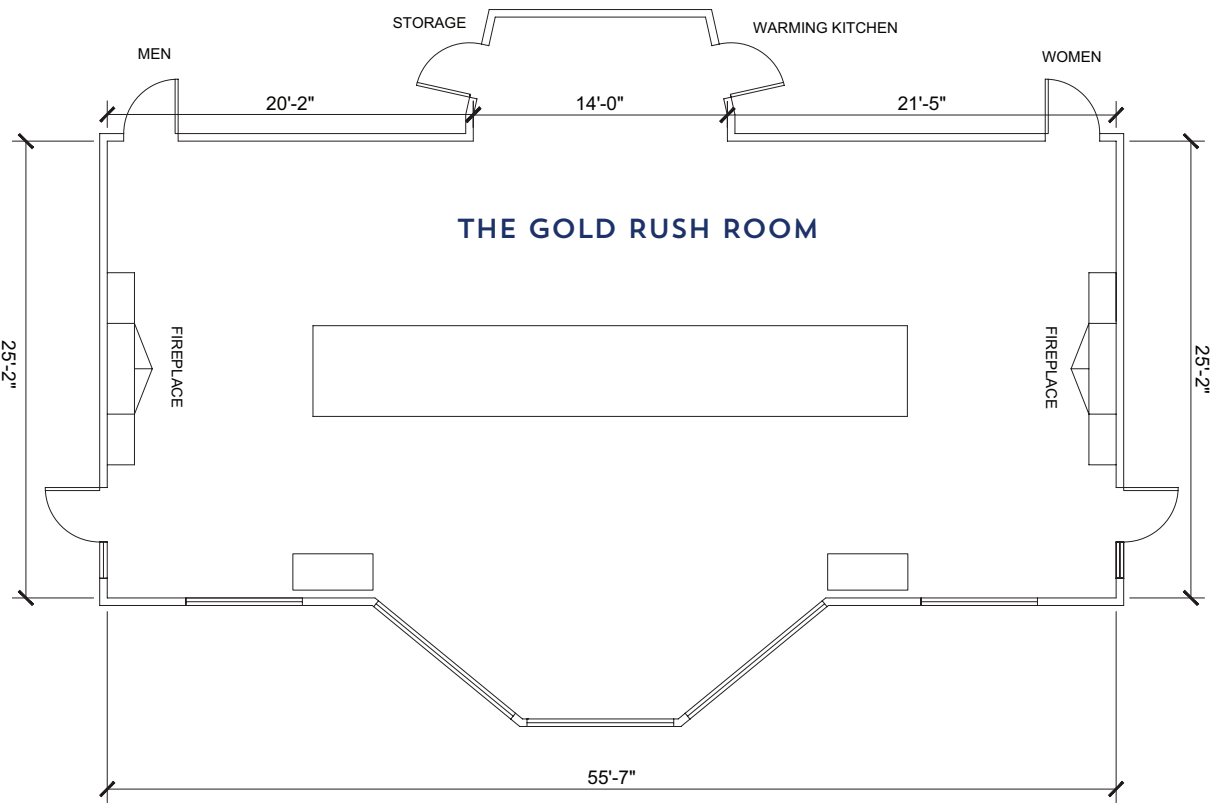 STORAGE
WARMING KITCHEN
MEN
WOMEN
20'-2"
14'-0"
21'-5"
THE GOLD RUSH ROOM
25'-2"
FIREPLACE
FIREPLACE
25'-2"
55'-7"